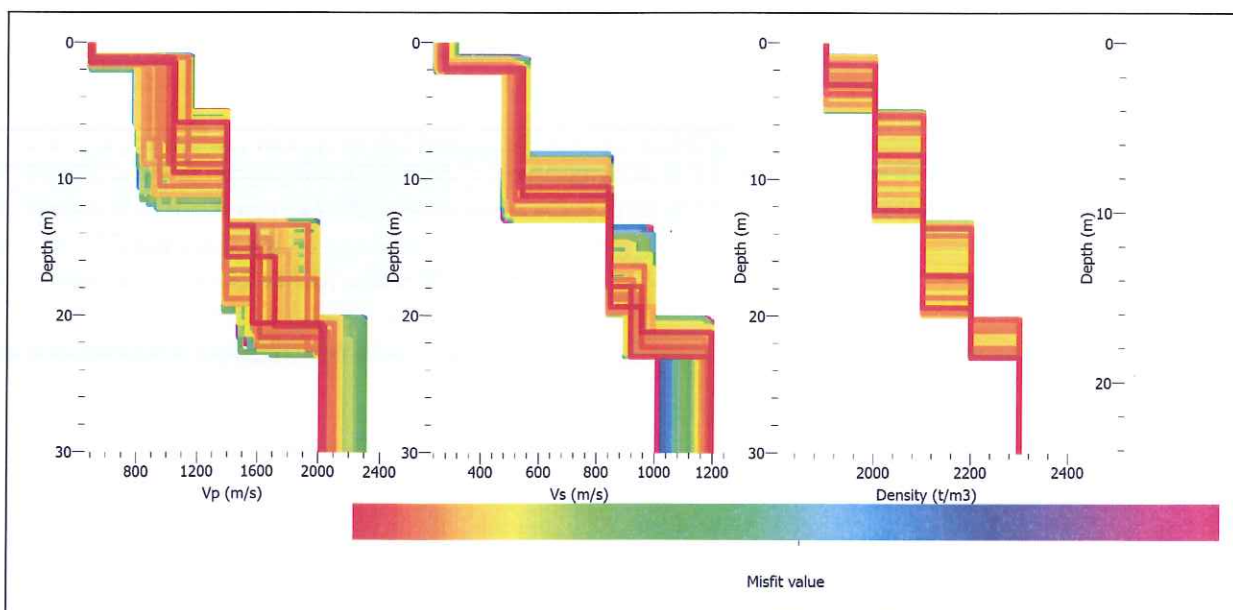 0 0 0 0
10 10 10 10
20 20 20 20
30 30 30
Depth (m) Depth (m) Depth (m) Depth (m)
800 1200 1600 2000 2400 400 600 800 1000 1200 2000 2200 2400
Vp (m/s) Vs (m/s) Density (t/m3)
Misfit value